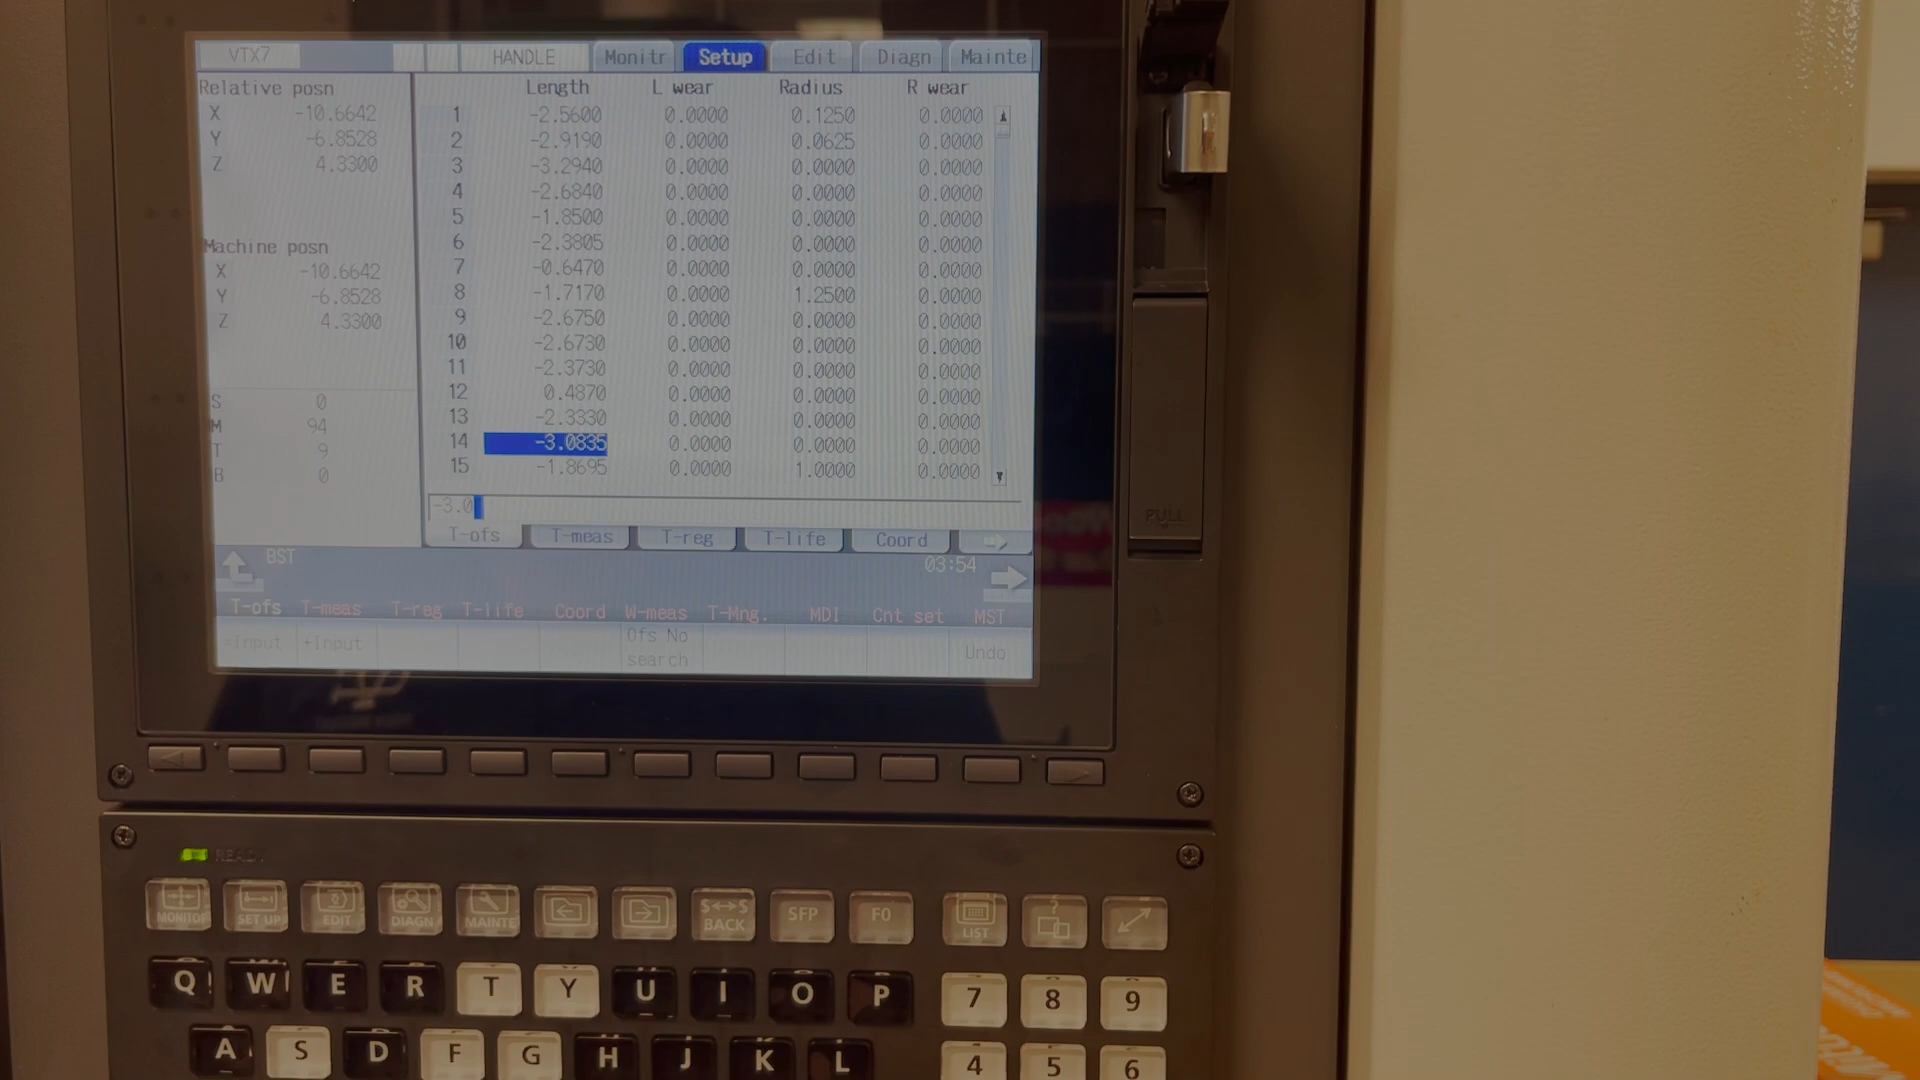 VTX7 HANDLE Monitr Setup Edit Diagn Mainte
Relative posn
X -10.6642
Y -6.8528
Z 4.3300
Machine posn
X -10.6642
Y -6.8528
Z 4.3300
S 0
M 94
T 9
B 0
Length L wear Radius R wear
1 -2.5600 0.0000 0.1250 0.0000
2 -2.9190 0.0000 0.0625 0.0000
3 -3.2940 0.0000 0.0000 0.0000
4 -2.6840 0.0000 0.0000 0.0000
5 -1.8500 0.0000 0.0000 0.0000
6 -2.3805 0.0000 0.0000 0.0000
7 -0.6470 0.0000 0.0000 0.0000
8 -1.7170 0.0000 1.2500 0.0000
9 -2.6750 0.0000 0.0000 0.0000
10 -2.6730 0.0000 0.0000 0.0000
11 -2.3730 0.0000 0.0000 0.0000
12 0.4870 0.0000 0.0000 0.0000
13 -2.3330 0.0000 0.0000 0.0000
14 -3.0835 0.0000 0.0000 0.0000
15 -1.8695 0.0000 1.0000 0.0000
-3.0
T-ofs T-meas T-reg T-life Coord
BST 03:54
T-ofs T-meas T-reg T-life Coord W-meas T-Mng. MDI Cnt set MST
=Input +Input Ofs No search Undo
PULL
READY
MONITOR SET UP EDIT DIAGN MAINTE S↔S BACK SFP F0 LIST ?
Q ! W E R T Y U I O P 7 8 9
A S D F G H J K L 4 5 6